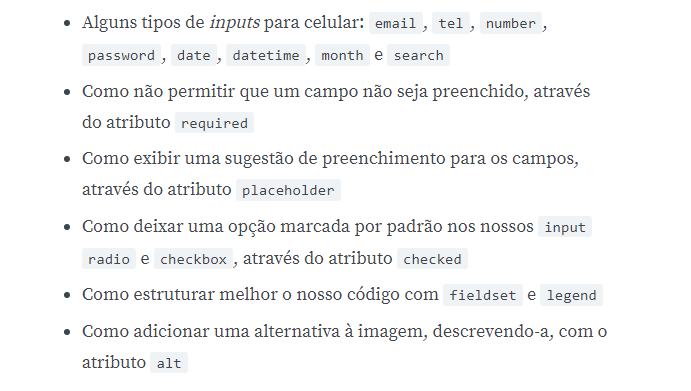 Alguns tipos de inputs para celular: email, tel, number,
password, date, datetime, month e search
Como não permitir que um campo não seja preenchido, através
do atributo required
Como exibir uma sugestão de preenchimento para os campos,
através do atributo placeholder
Como deixar uma opção marcada por padrão nos nossos input
radio e checkbox, através do atributo checked
Como estruturar melhor o nosso código com fieldset e legend
Como adicionar uma alternativa à imagem, descrevendo-a, com o
atributo alt